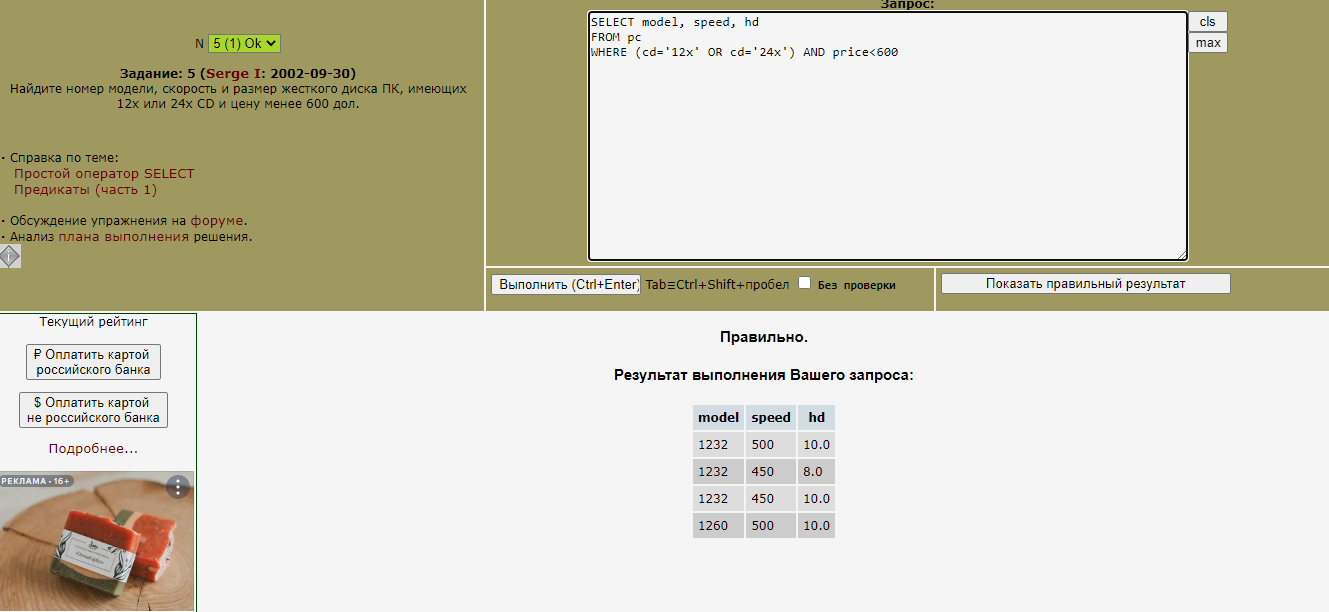 Запрос:
N 5 (1) Ok
Задание: 5 (Serge I: 2002-09-30)
Найдите номер модели, скорость и размер жесткого диска ПК, имеющих
12x или 24x CD и цену менее 600 дол.
· Справка по теме:
Простой оператор SELECT
Предикаты (часть 1)
· Обсуждение упражнения на форуме.
· Анализ плана выполнения решения.
SELECT model, speed, hd
FROM pc
WHERE (cd='12x' OR cd='24x') AND price<600
cls
max
Выполнить (Ctrl+Enter) Tab≡Ctrl+Shift+пробел Без проверки
Показать правильный результат
Текущий рейтинг
₽ Оплатить картой
российского банка
$ Оплатить картой
не российского банка
Подробнее...
РЕКЛАМА • 16+
Правильно.
Результат выполнения Вашего запроса:
model speed hd
1232 500 10.0
1232 450 8.0
1232 450 10.0
1260 500 10.0